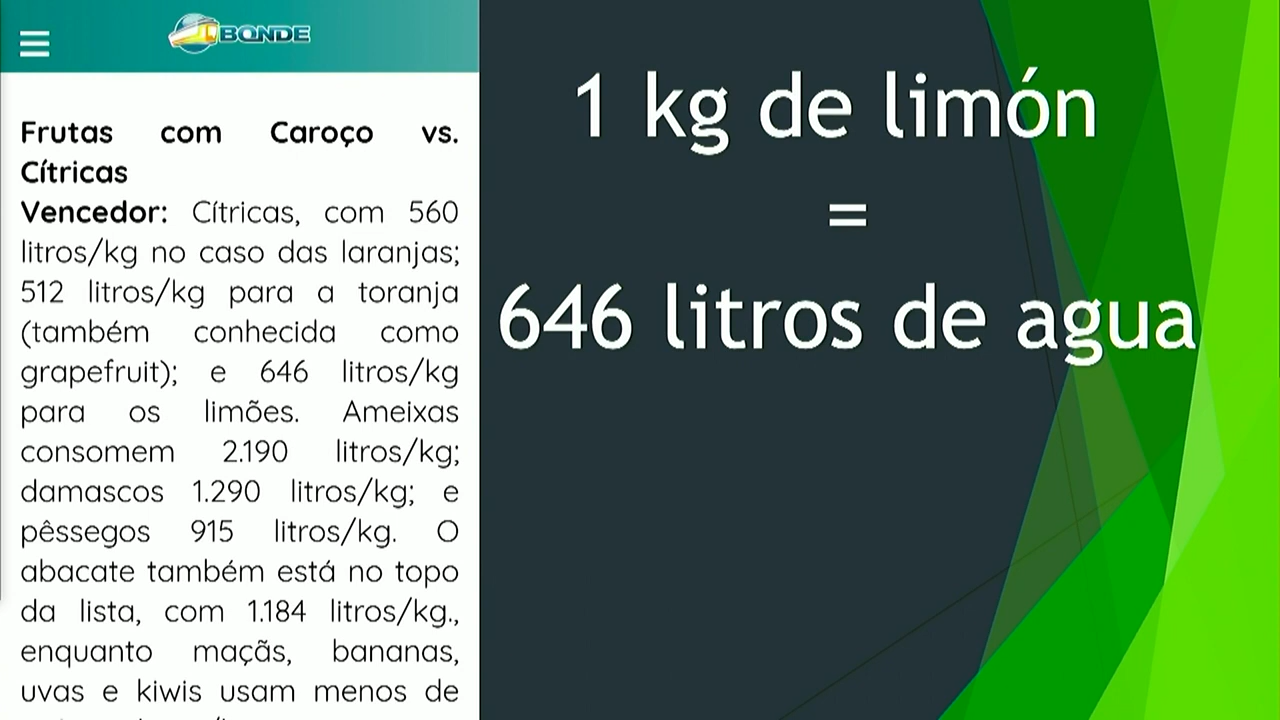 BONDE
Frutas com Caroço vs.
Cítricas
Vencedor: Cítricas, com 560
litros/kg no caso das laranjas;
512 litros/kg para a toranja
(também conhecida como
grapefruit); e 646 litros/kg
para os limões. Ameixas
consomem 2.190 litros/kg;
damascos 1.290 litros/kg; e
pêssegos 915 litros/kg. O
abacate também está no topo
da lista, com 1.184 litros/kg.,
enquanto maçãs, bananas,
uvas e kiwis usam menos de
1 kg de limón
=
646 litros de agua